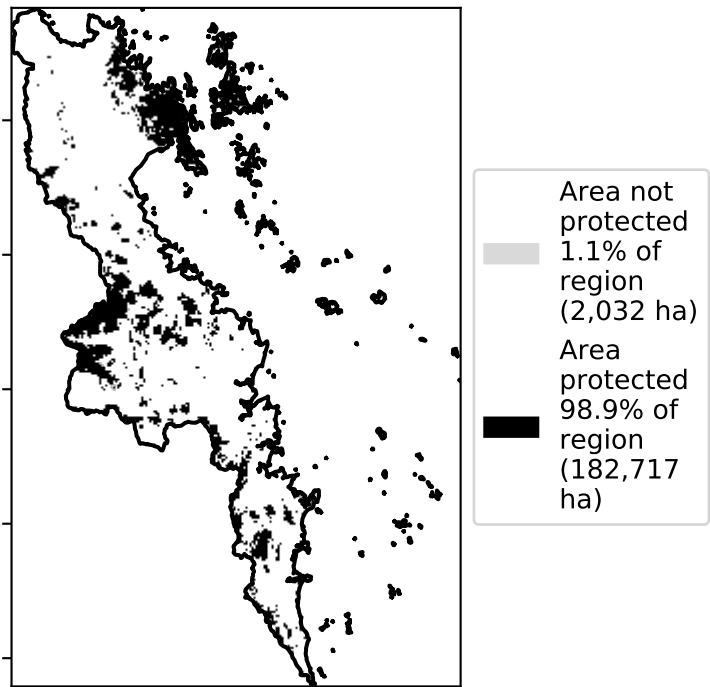 Area not
protected
1.1% of
region
(2,032 ha)
Area
protected
98.9% of
region
(182,717
ha)